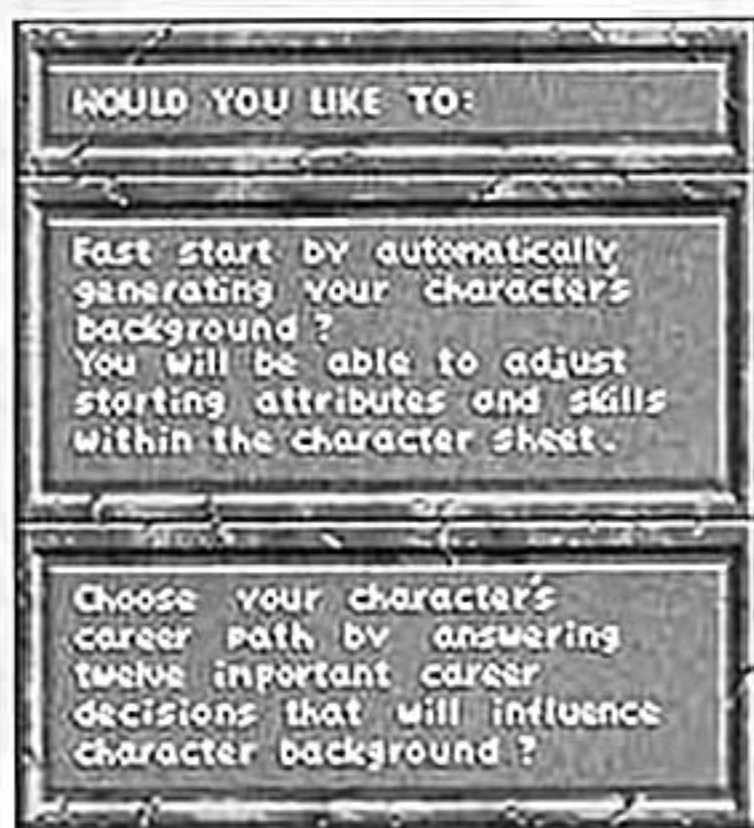 WOULD YOU LIKE TO:
Fast start by automatically
generating your character's
background ?
You will be able to adjust
starting attributes and skills
within the character sheet.
Choose your character's
career path by answering
twelve important career
decisions that will influence
character background ?